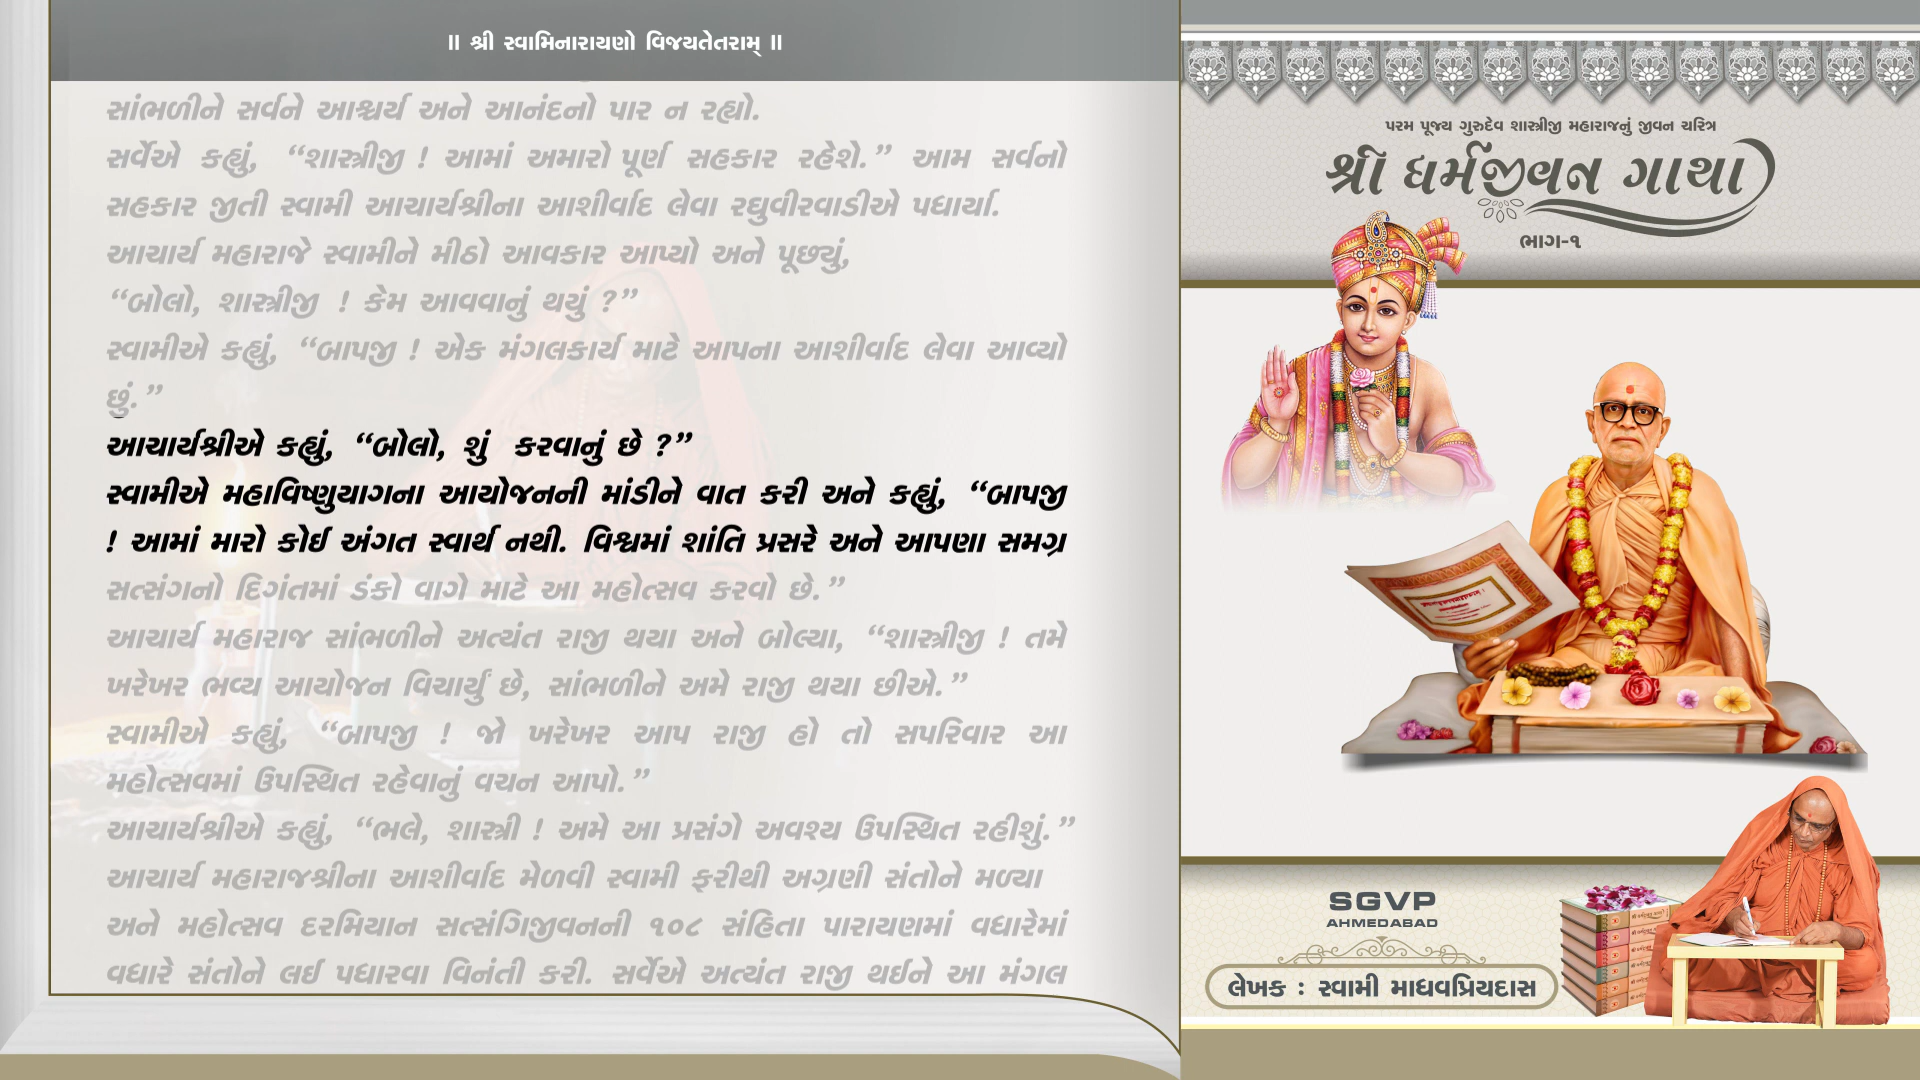 ॥ શ્રી સ્વામિનારાયણો વિજયતેતરામ્ ॥
સાંભળીને સર્વને આશ્ચર્ય અને આનંદનો પાર ન રહ્યો.
સર્વેએ કહ્યું, “શાસ્ત્રીજી ! આમાં અમારો પૂર્ણ સહકાર રહેશે.” આમ સર્વનો
સહકાર જીતી સ્વામી આચાર્યશ્રીના આશીર્વાદ લેવા રઘુવીરવાડીએ પધાર્યા.
આચાર્ય મહારાજે સ્વામીને મીઠો આવકાર આપ્યો અને પૂછ્યું,
“બોલો, શાસ્ત્રીજી ! કેમ આવવાનું થયું ?”
સ્વામીએ કહ્યું, “બાપજી ! એક મંગલકાર્ય માટે આપના આશીર્વાદ લેવા આવ્યો
છું.”
આચાર્યશ્રીએ કહ્યું, “બોલો, શું કરવાનું છે ?”
સ્વામીએ મહાવિષ્ણુયાગના આયોજનની માંડીને વાત કરી અને કહ્યું, “બાપજી
! આમાં મારો કોઈ અંગત સ્વાર્થ નથી. વિશ્વમાં શાંતિ પ્રસરે અને આપણા સમગ્ર
સત્સંગનો દિગંતમાં ડંકો વાગે માટે આ મહોત્સવ કરવો છે.”
આચાર્ય મહારાજ સાંભળીને અત્યંત રાજી થયા અને બોલ્યા, “શાસ્ત્રીજી ! તમે
ખરેખર ભવ્ય આયોજન વિચાર્યું છે, સાંભળીને અમે રાજી થયા છીએ.”
સ્વામીએ કહ્યું, “બાપજી ! જો ખરેખર આપ રાજી હો તો સપરિવાર આ
મહોત્સવમાં ઉપસ્થિત રહેવાનું વચન આપો.”
આચાર્યશ્રીએ કહ્યું, “ભલે, શાસ્ત્રી ! અમે આ પ્રસંગે અવશ્ય ઉપસ્થિત રહીશું.”
આચાર્ય મહારાજશ્રીના આશીર્વાદ મેળવી સ્વામી ફરીથી અગ્રણી સંતોને મળ્યા
અને મહોત્સવ દરમિયાન સત્સંગિજીવનની ૧૦૮ સંહિતા પારાયણમાં વધારેમાં
વધારે સંતોને લઈ પધારવા વિનંતી કરી. સર્વેએ અત્યંત રાજી થઈને આ મંગલ
પરમ પૂજ્ય ગુરુદેવ શાસ્ત્રીજી મહારાજનું જીવન ચરિત્ર
શ્રી ધર્મજીવન ગાથા
ભાગ-૧
SGVP
AHMEDABAD
લેખક : સ્વામી માધવપ્રિયદાસ